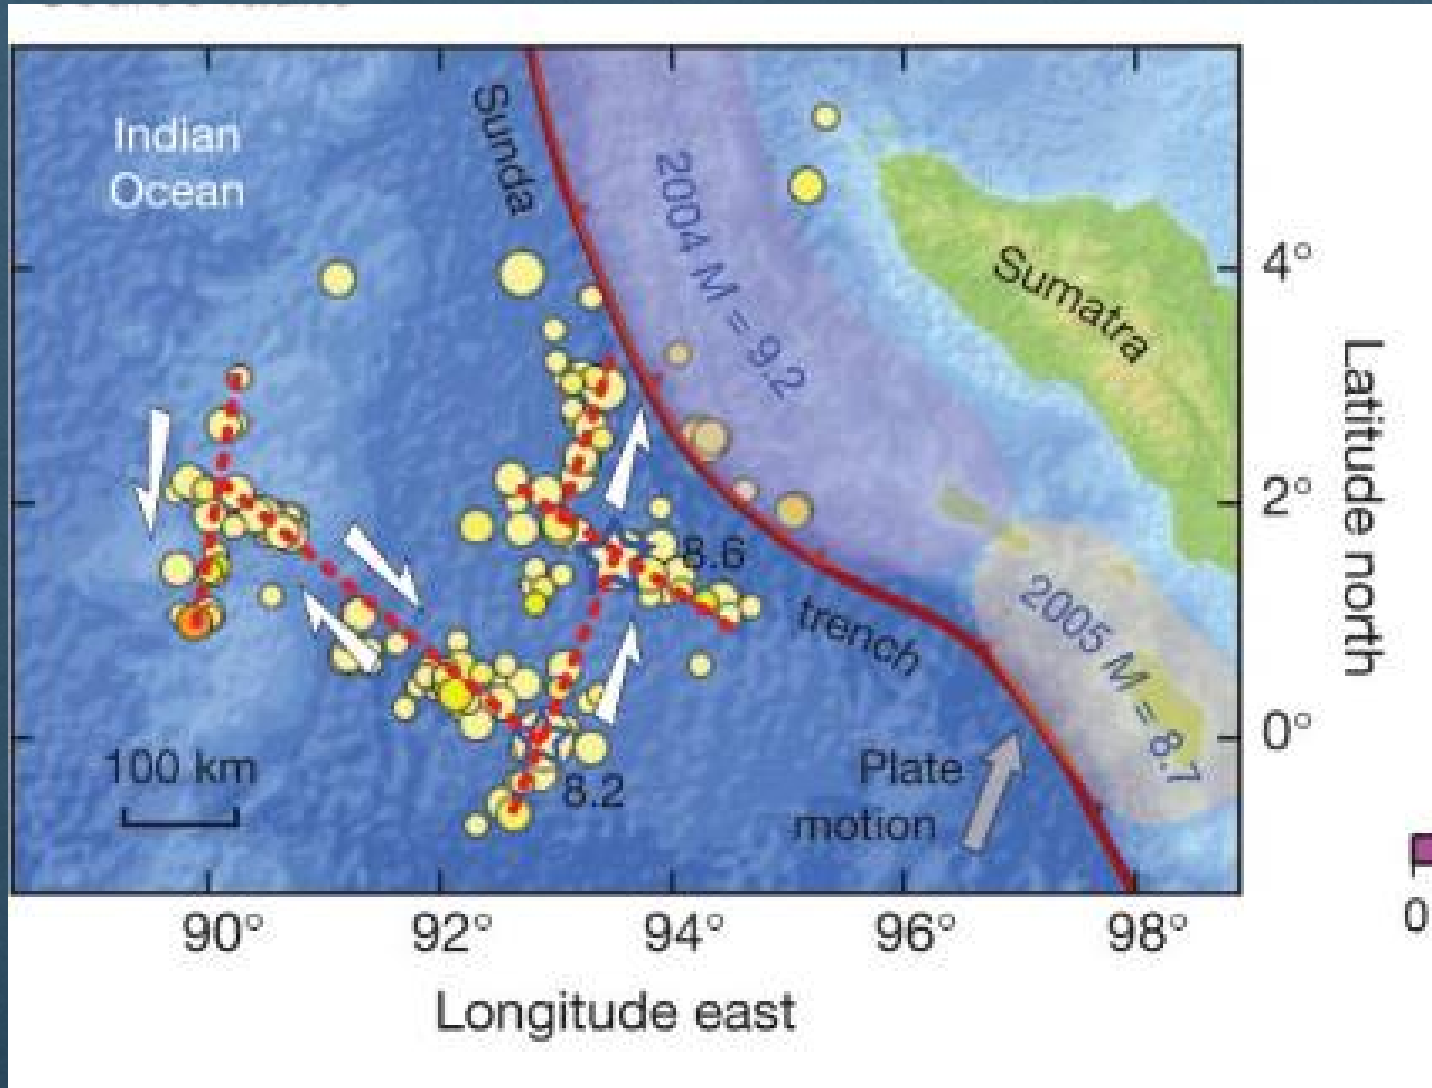 Indian
Ocean
Sunda
2004 M = 9.2
Sumatra
4°
2°
0°
Latitude north
8.6
trench
2005 M = 8.7
100 km
8.2
Plate
motion
90°
92°
94°
96°
98°
0
Longitude east